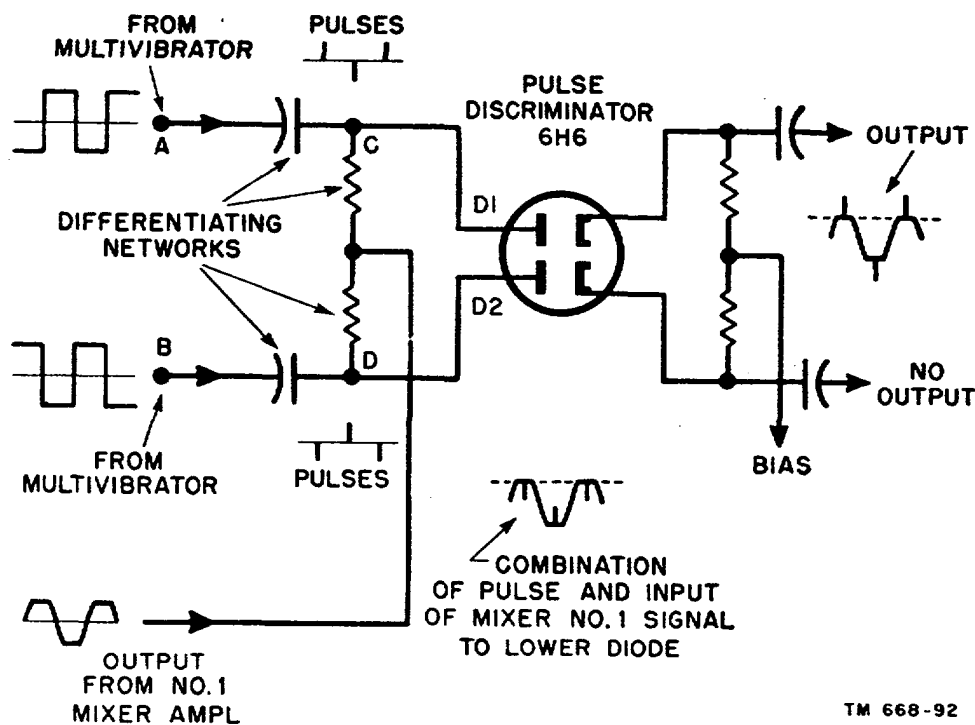 FROM
MULTIVIBRATOR
PULSES
PULSE
DISCRIMINATOR
6H6
A
C
OUTPUT
DIFFERENTIATING
NETWORKS
D1
D2
B
D
NO
OUTPUT
FROM
MULTIVIBRATOR
PULSES
BIAS
COMBINATION
OF PULSE AND INPUT
OF MIXER NO. 1 SIGNAL
TO LOWER DIODE
OUTPUT
FROM NO. 1
MIXER AMPL
TM 668-92